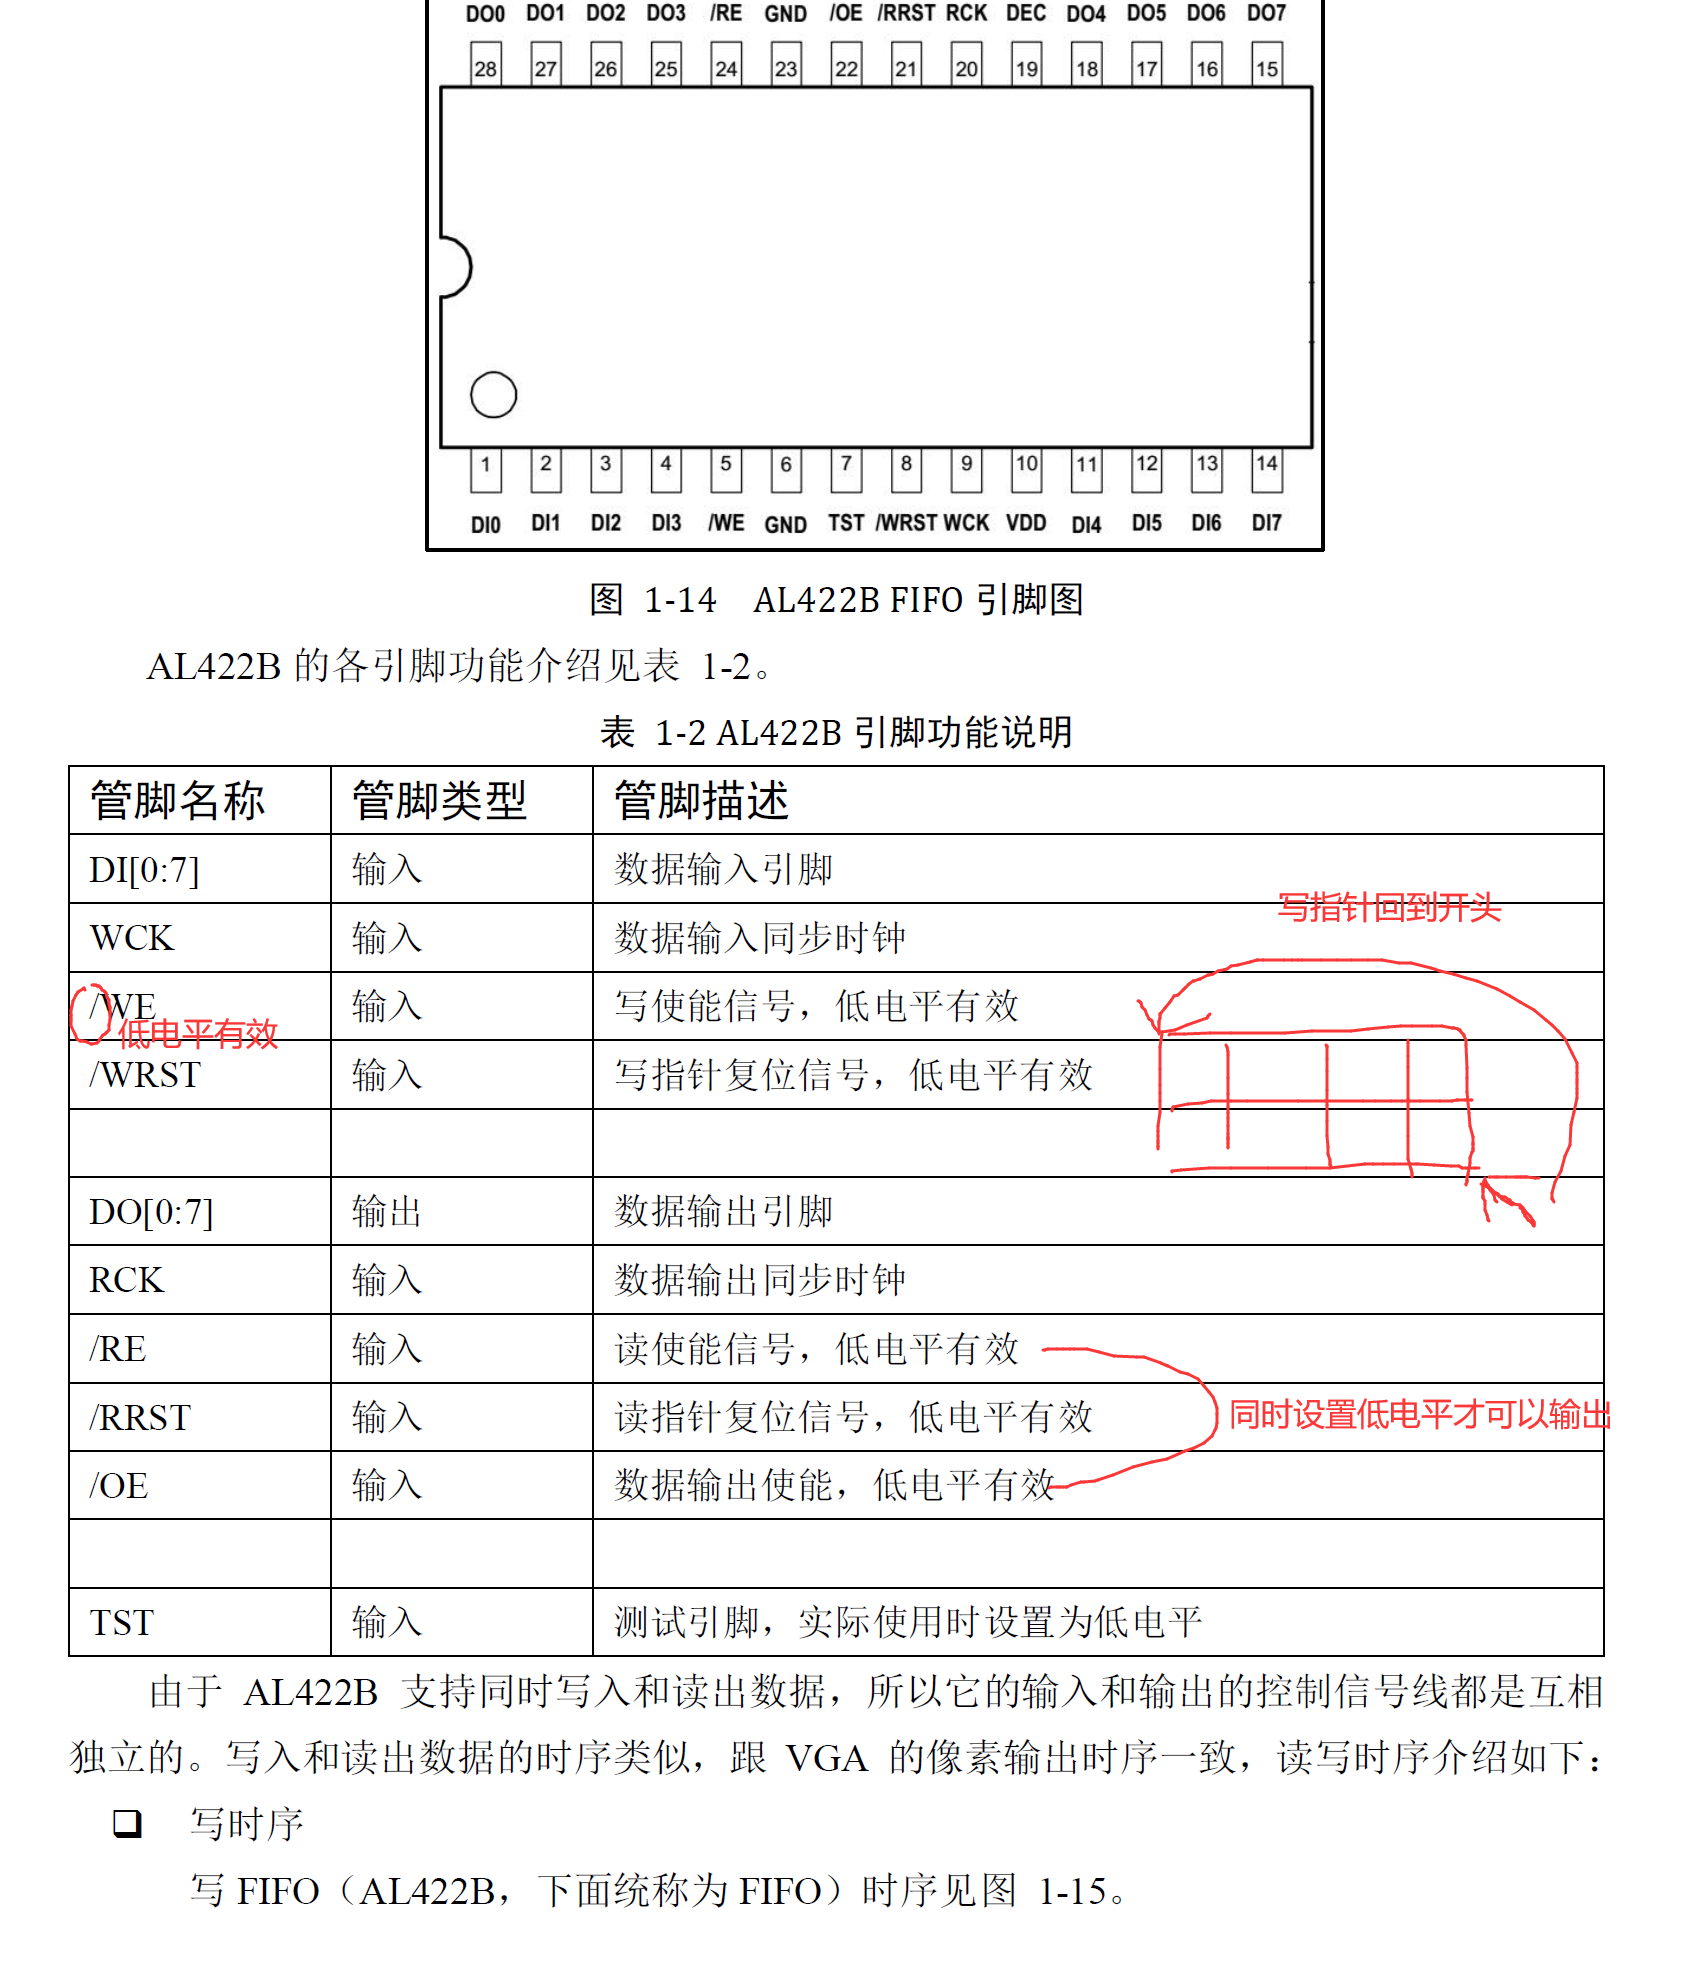 DO0 DO1 DO2 DO3 /RE GND /OE /RRST RCK DEC DO4 DO5 DO6 DO7
28 27 26 25 24 23 22 21 20 19 18 17 16 15
1 2 3 4 5 6 7 8 9 10 11 12 13 14
DI0 DI1 DI2 DI3 /WE GND TST /WRST WCK VDD DI4 DI5 DI6 DI7
图 1-14 AL422B FIFO 引脚图
AL422B 的各引脚功能介绍见表 1-2。
表 1-2 AL422B 引脚功能说明
管脚名称 管脚类型 管脚描述
DI[0:7] 输入 数据输入引脚
写指针回到开头
WCK 输入 数据输入同步时钟
/WE 输入 写使能信号，低电平有效
低电平有效
/WRST 输入 写指针复位信号，低电平有效
DO[0:7] 输出 数据输出引脚
RCK 输入 数据输出同步时钟
/RE 输入 读使能信号，低电平有效
/RRST 输入 读指针复位信号，低电平有效
同时设置低电平才可以输出
/OE 输入 数据输出使能，低电平有效
TST 输入 测试引脚，实际使用时设置为低电平
由于 AL422B 支持同时写入和读出数据，所以它的输入和输出的控制信号线都是互相
独立的。写入和读出数据的时序类似，跟 VGA 的像素输出时序一致，读写时序介绍如下：
❑ 写时序
写 FIFO（AL422B，下面统称为 FIFO）时序见图 1-15。